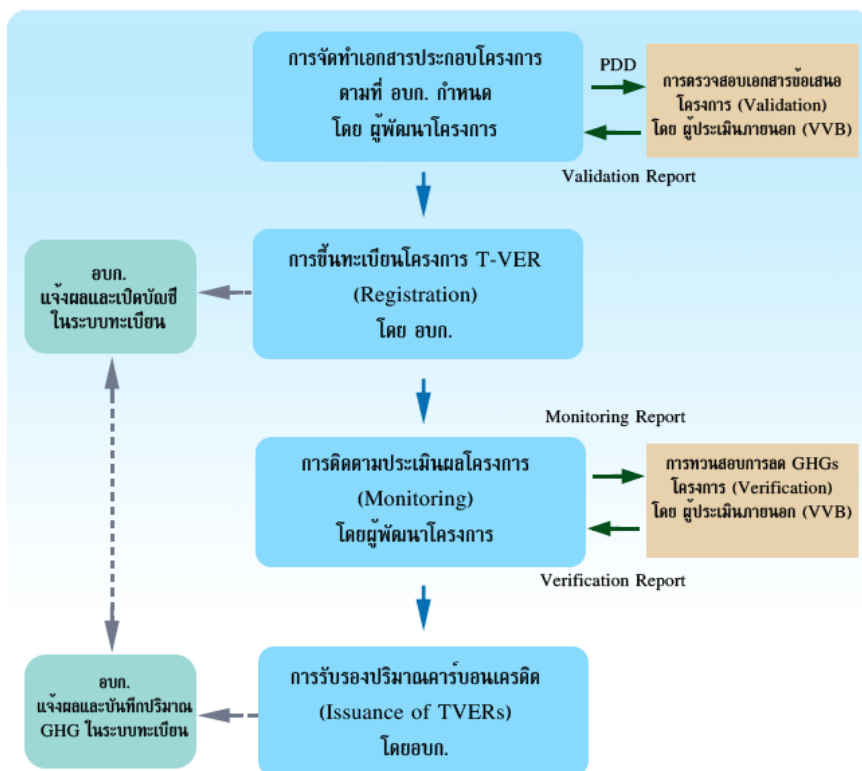 การจัดทำเอกสารประกอบโครงการ
ตามที่ อบก. กำหนด
โดย ผู้พัฒนาโครงการ
PDD
การตรวจสอบเอกสารข้อเสนอ
โครงการ (Validation)
โดย ผู้ประเมินภายนอก (VVB)
Validation Report
การขึ้นทะเบียนโครงการ T-VER
(Registration)
โดย อบก.
อบก.
แจ้งผลและเปิดบัญชี
ในระบบทะเบียน
Monitoring Report
การติดตามประเมินผลโครงการ
(Monitoring)
โดยผู้พัฒนาโครงการ
การทวนสอบการลด GHGs
โครงการ (Verification)
โดย ผู้ประเมินภายนอก (VVB)
Verification Report
การรับรองปริมาณคาร์บอนเครดิต
(Issuance of TVERs)
โดยอบก.
อบก.
แจ้งผลและบันทึกปริมาณ
GHG ในระบบทะเบียน